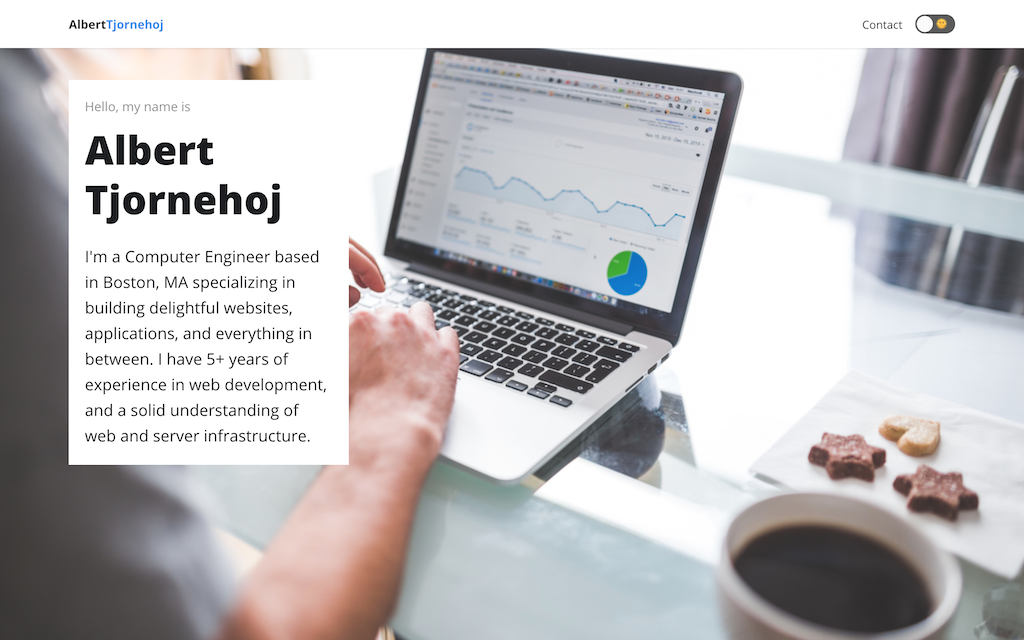 AlbertTjornehoj
Contact
Hello, my name is
Albert
Tjornehoj
I'm a Computer Engineer based
in Boston, MA specializing in
building delightful websites,
applications, and everything in
between. I have 5+ years of
experience in web development,
and a solid understanding of
web and server infrastructure.